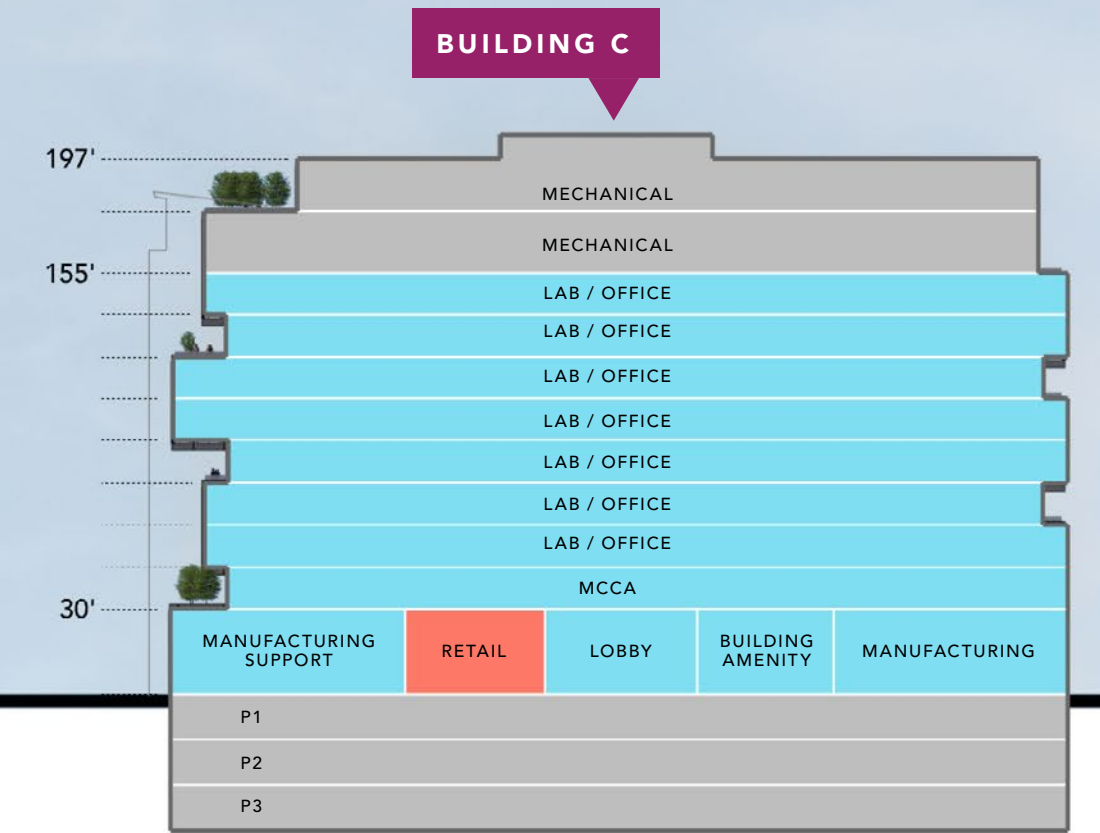 BUILDING C
197'
MECHANICAL
MECHANICAL
155'
LAB / OFFICE
LAB / OFFICE
LAB / OFFICE
LAB / OFFICE
LAB / OFFICE
LAB / OFFICE
LAB / OFFICE
MCCA
30'
MANUFACTURING
SUPPORT
RETAIL
LOBBY
BUILDING
AMENITY
MANUFACTURING
P1
P2
P3